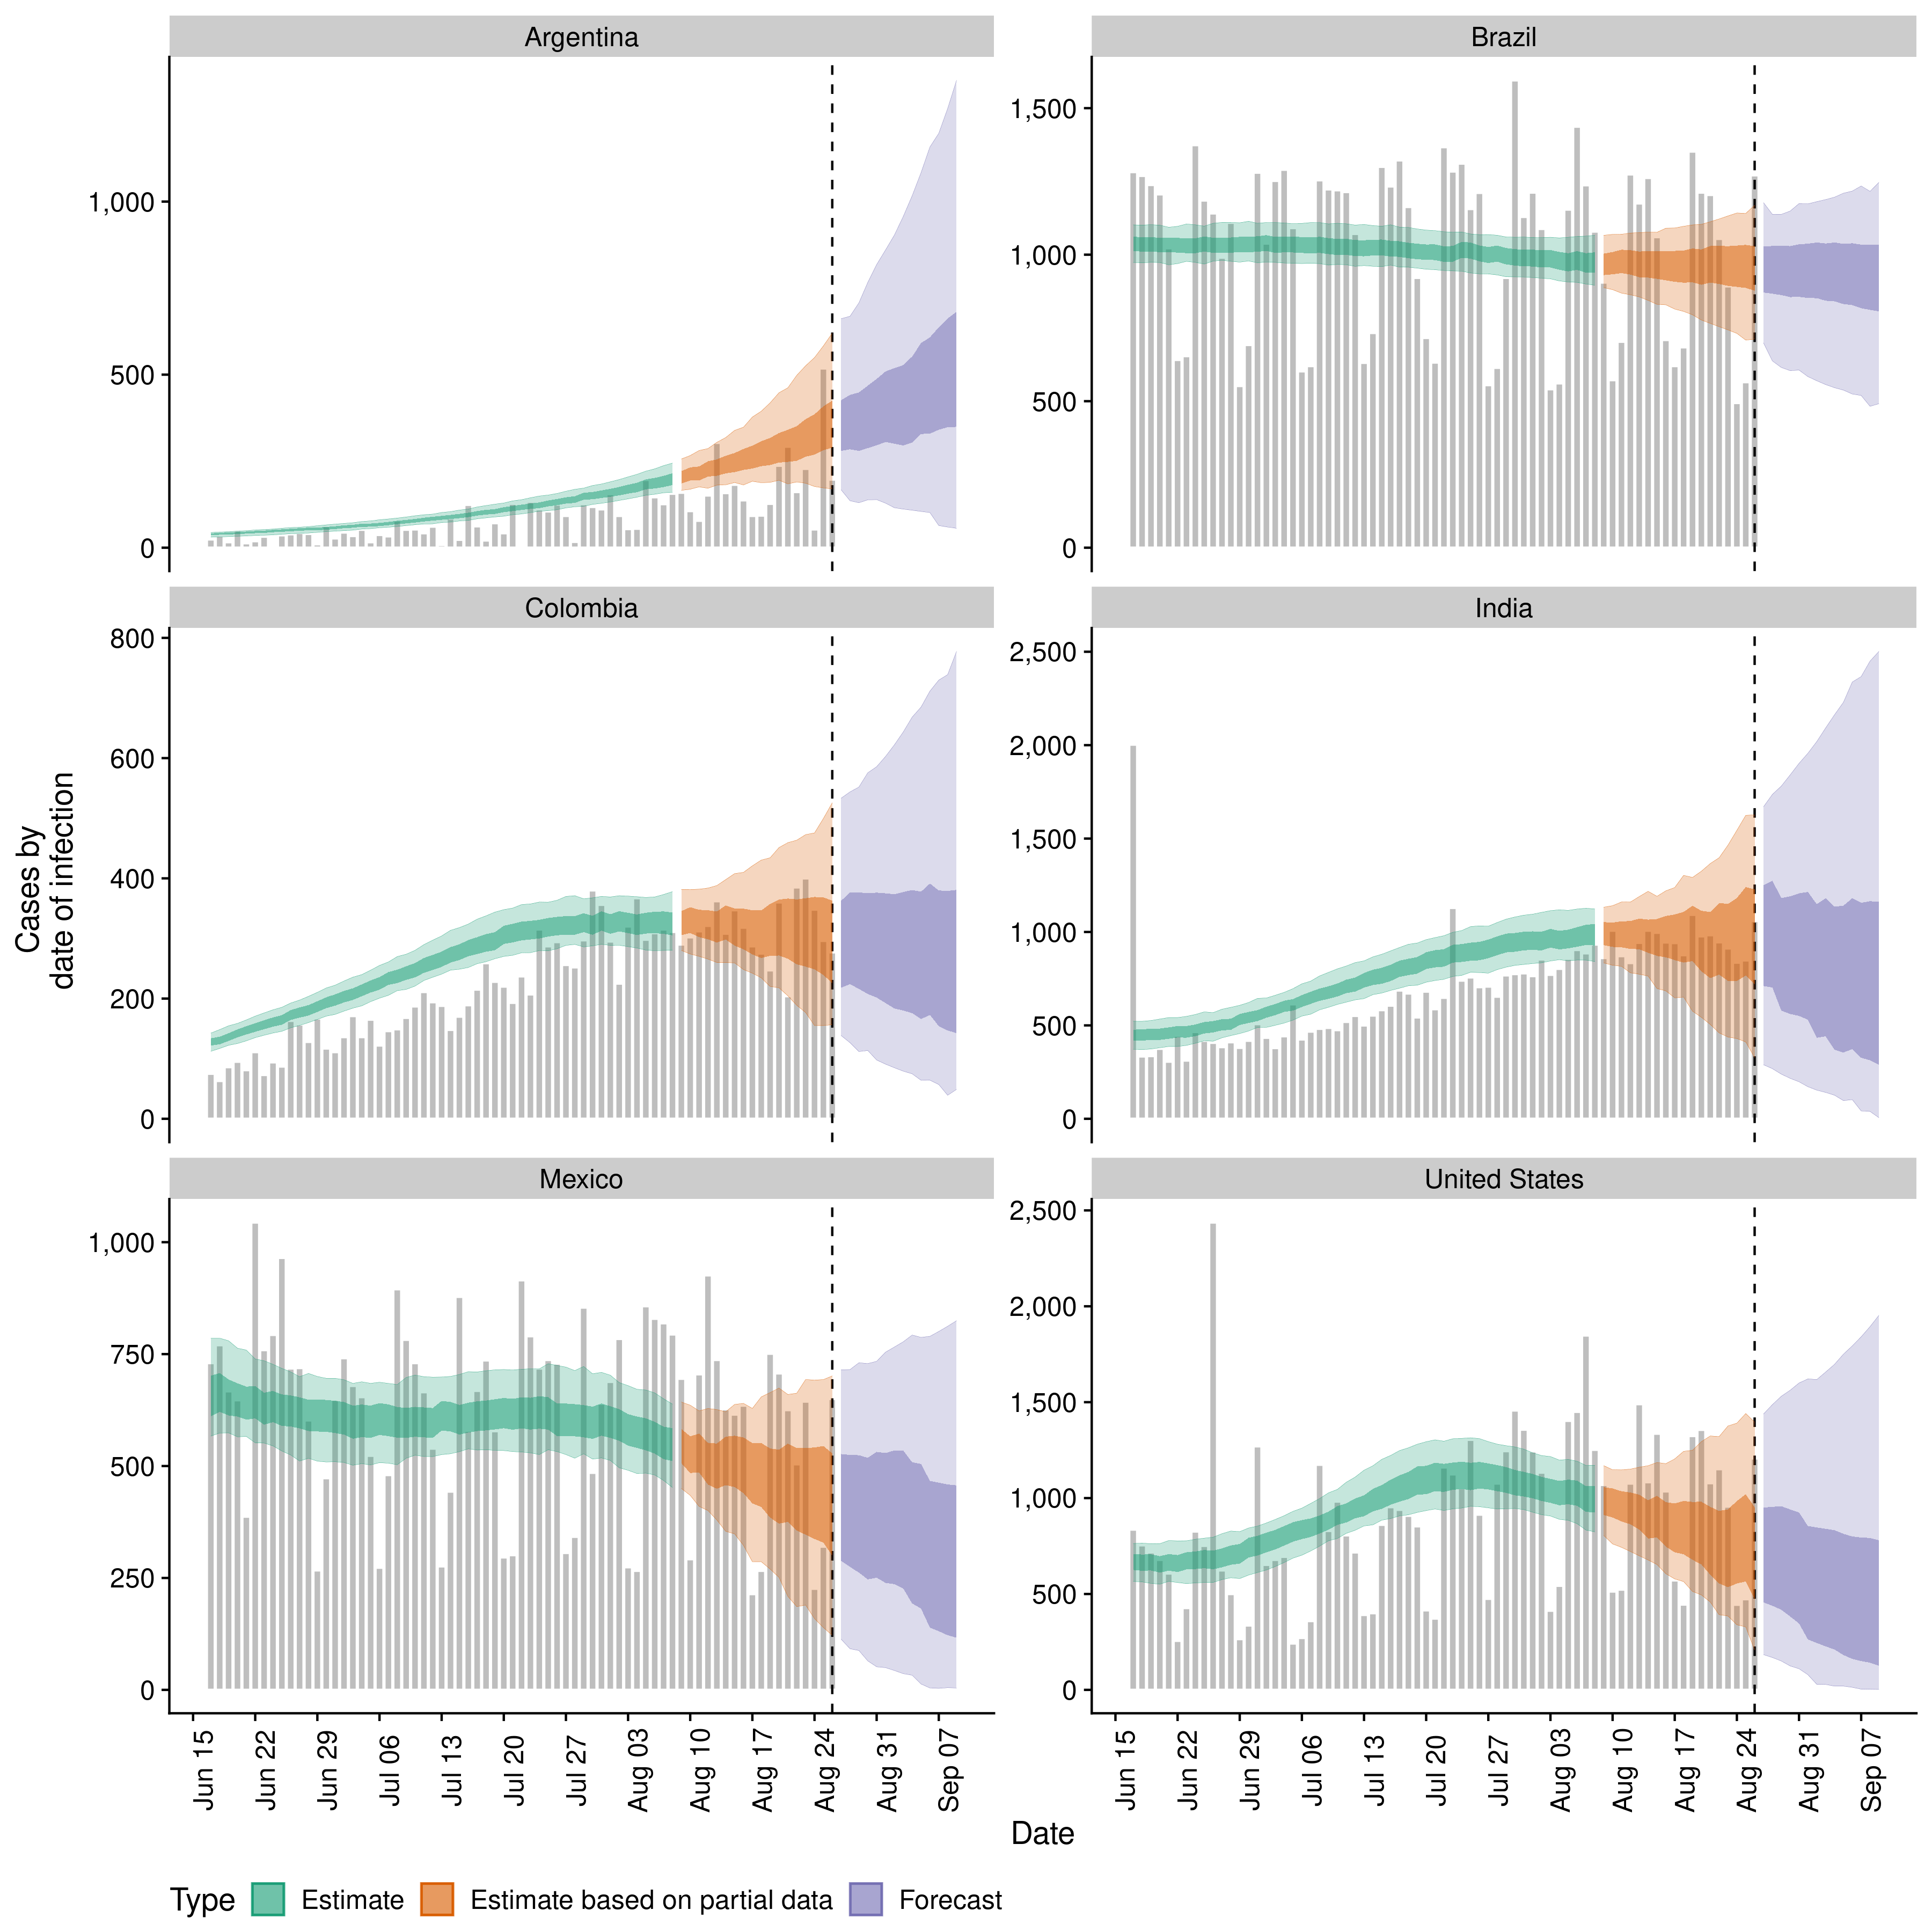 Argentina
Brazil
1,000
500
0
1,500
1,000
500
0
Colombia
India
800
600
400
200
0
2,500
2,000
1,500
1,000
500
0
Cases by
date of infection
Mexico
United States
1,000
750
500
250
0
2,500
2,000
1,500
1,000
500
0
Jun 15
Jun 22
Jun 29
Jul 06
Jul 13
Jul 20
Jul 27
Aug 03
Aug 10
Aug 17
Aug 24
Aug 31
Sep 07
Jun 15
Jun 22
Jun 29
Jul 06
Jul 13
Jul 20
Jul 27
Aug 03
Aug 10
Aug 17
Aug 24
Aug 31
Sep 07
Date
Type Estimate Estimate based on partial data Forecast